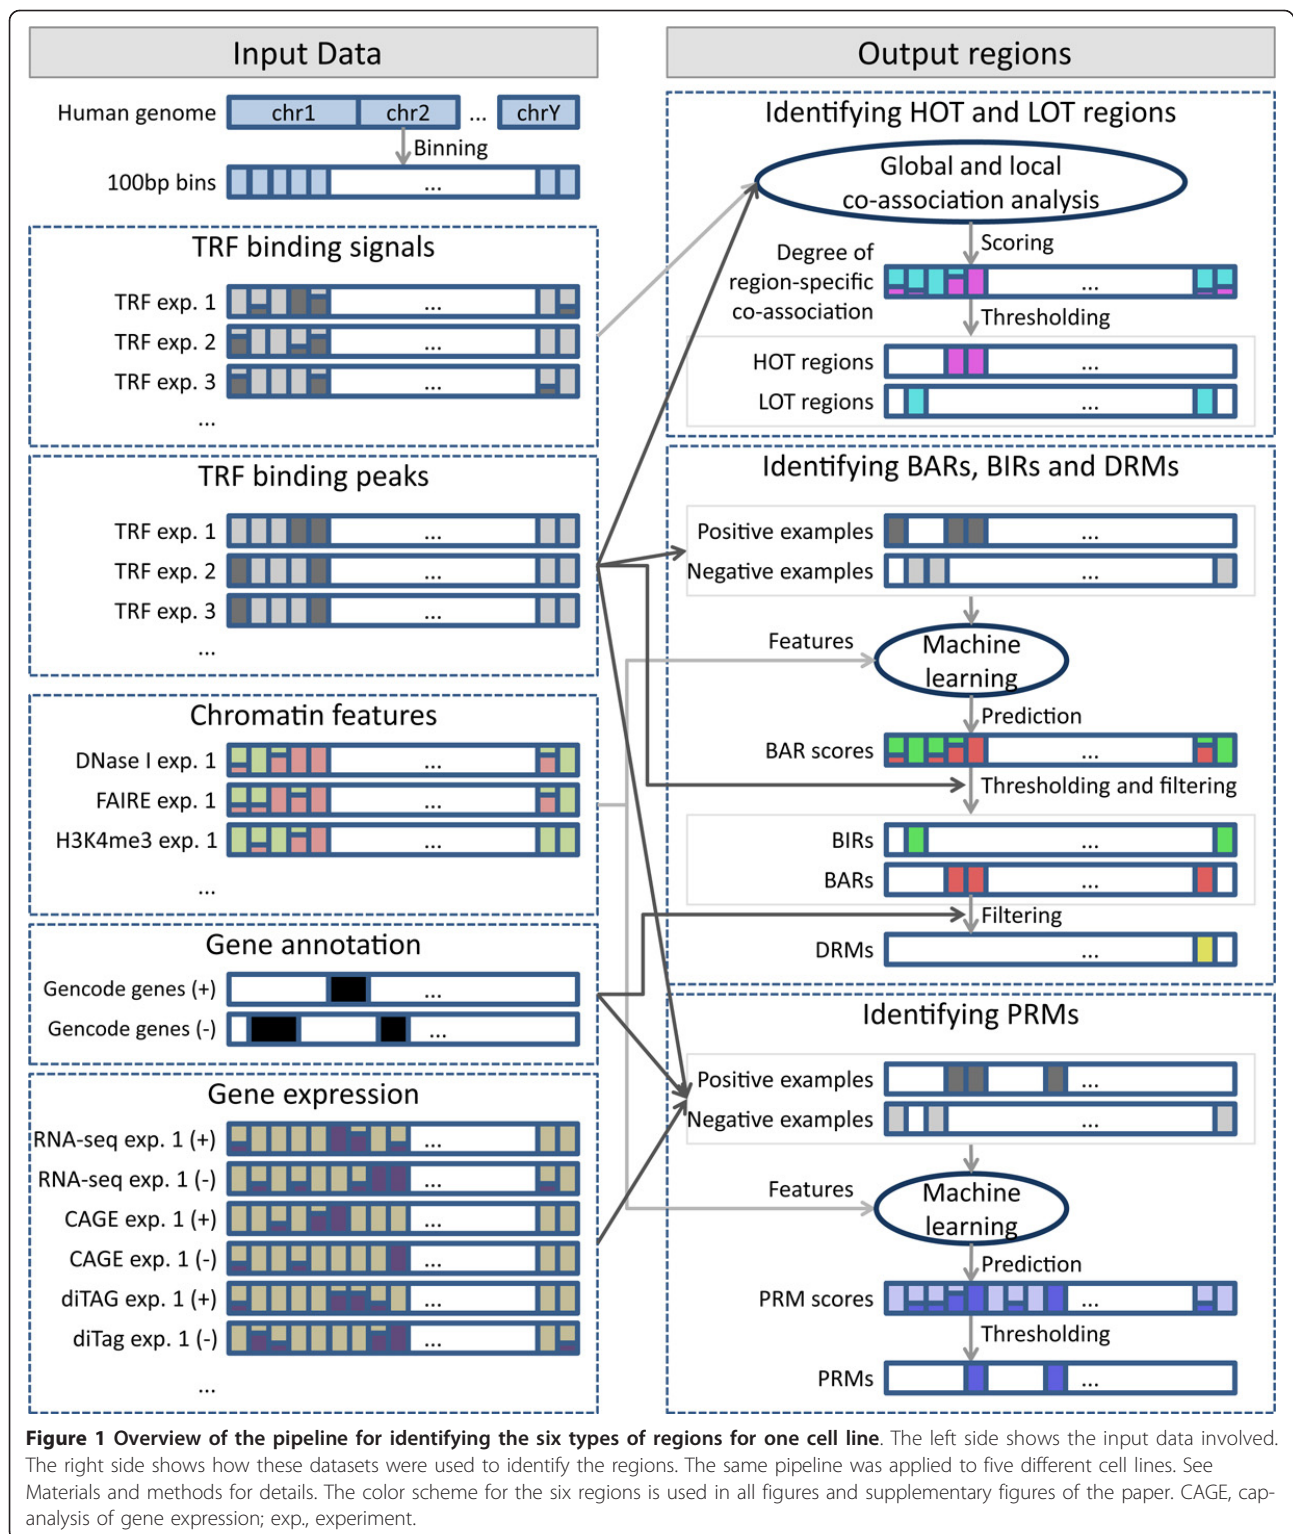 Input Data
Human genome chr1 chr2 ... chrY
Binning
100bp bins ...
TRF binding signals
TRF exp. 1 ...
TRF exp. 2 ...
TRF exp. 3 ...
...
TRF binding peaks
TRF exp. 1 ...
TRF exp. 2 ...
TRF exp. 3 ...
...
Chromatin features
DNase I exp. 1 ...
FAIRE exp. 1 ...
H3K4me3 exp. 1 ...
...
Gene annotation
Gencode genes (+) ...
Gencode genes (-) ...
Gene expression
RNA-seq exp. 1 (+) ...
RNA-seq exp. 1 (-) ...
CAGE exp. 1 (+) ...
CAGE exp. 1 (-) ...
diTAG exp. 1 (+) ...
diTag exp. 1 (-) ...
...
Output regions
Identifying HOT and LOT regions
Global and local
co-association analysis
Scoring
Degree of
region-specific
co-association
...
Thresholding
HOT regions ...
LOT regions ...
Identifying BARs, BIRs and DRMs
Positive examples ...
Negative examples ...
Features
Machine
learning
Prediction
BAR scores ...
Thresholding and filtering
BIRs ...
BARs ...
Filtering
DRMs ...
Identifying PRMs
Positive examples ...
Negative examples ...
Features
Machine
learning
Prediction
PRM scores ...
Thresholding
PRMs ...
Figure 1 Overview of the pipeline for identifying the six types of regions for one cell line. The left side shows the input data involved.
The right side shows how these datasets were used to identify the regions. The same pipeline was applied to five different cell lines. See
Materials and methods for details. The color scheme for the six regions is used in all figures and supplementary figures of the paper. CAGE, cap-
analysis of gene expression; exp., experiment.